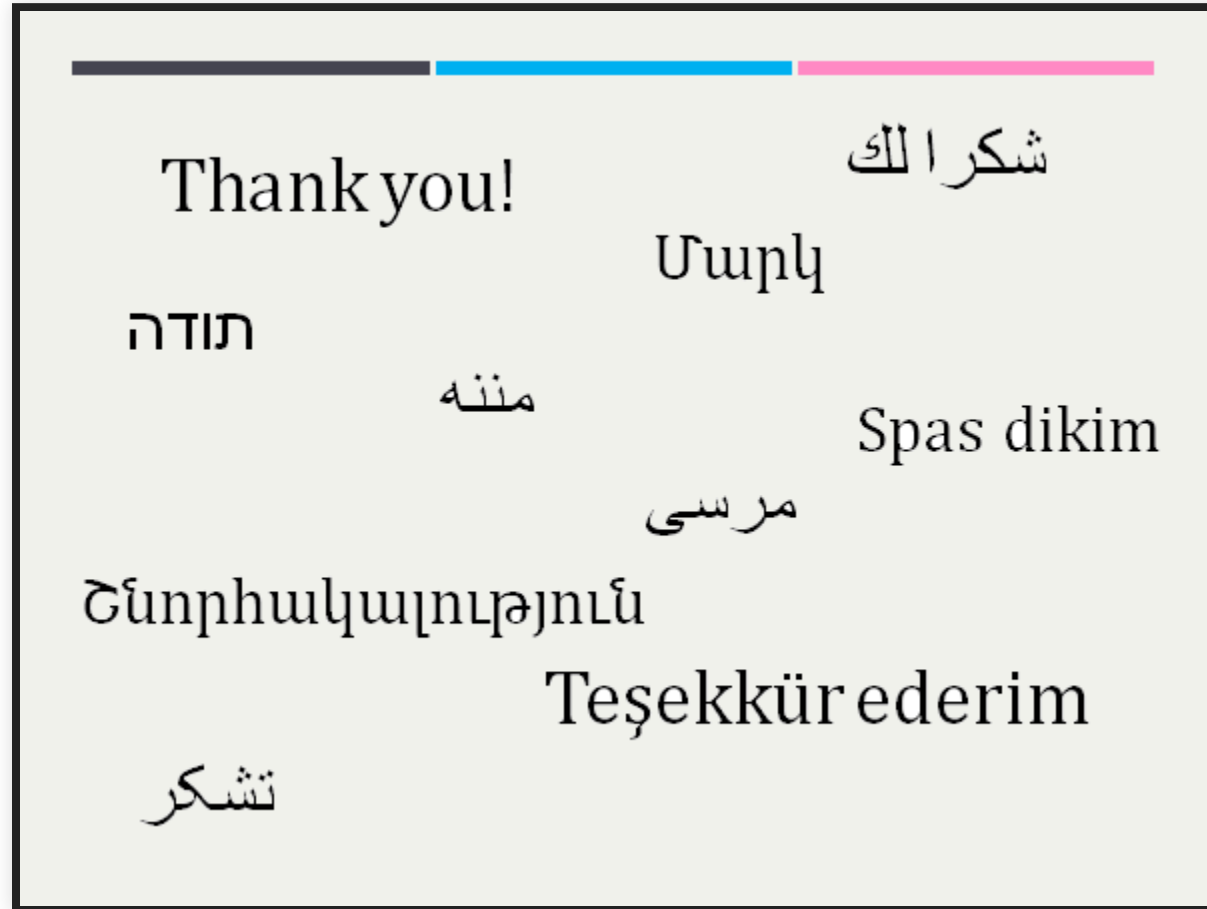 شكرا لك
Thank you!
Մարկ
תודה
مننه
Spas dikim
مرسی
Շնորհակալություն
Teşekkür ederim
تشکر